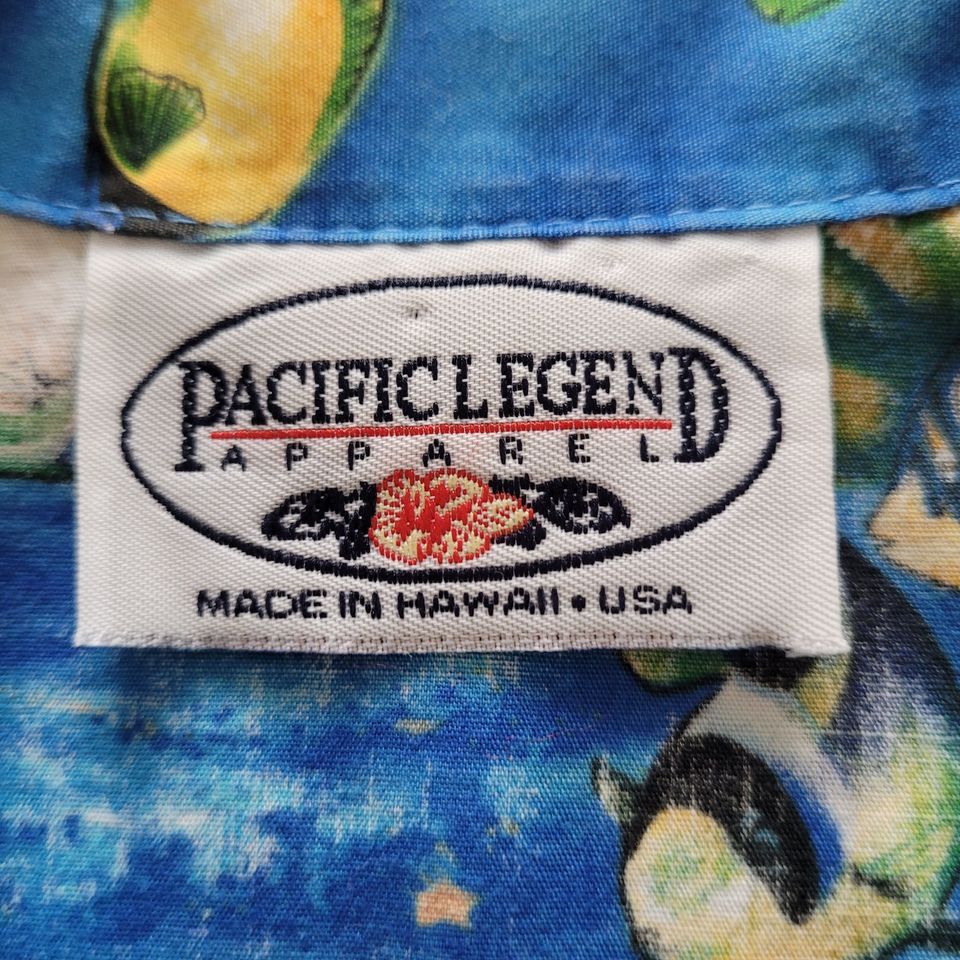 PACIFIC LEGEND
APPAREL
MADE IN HAWAII • USA